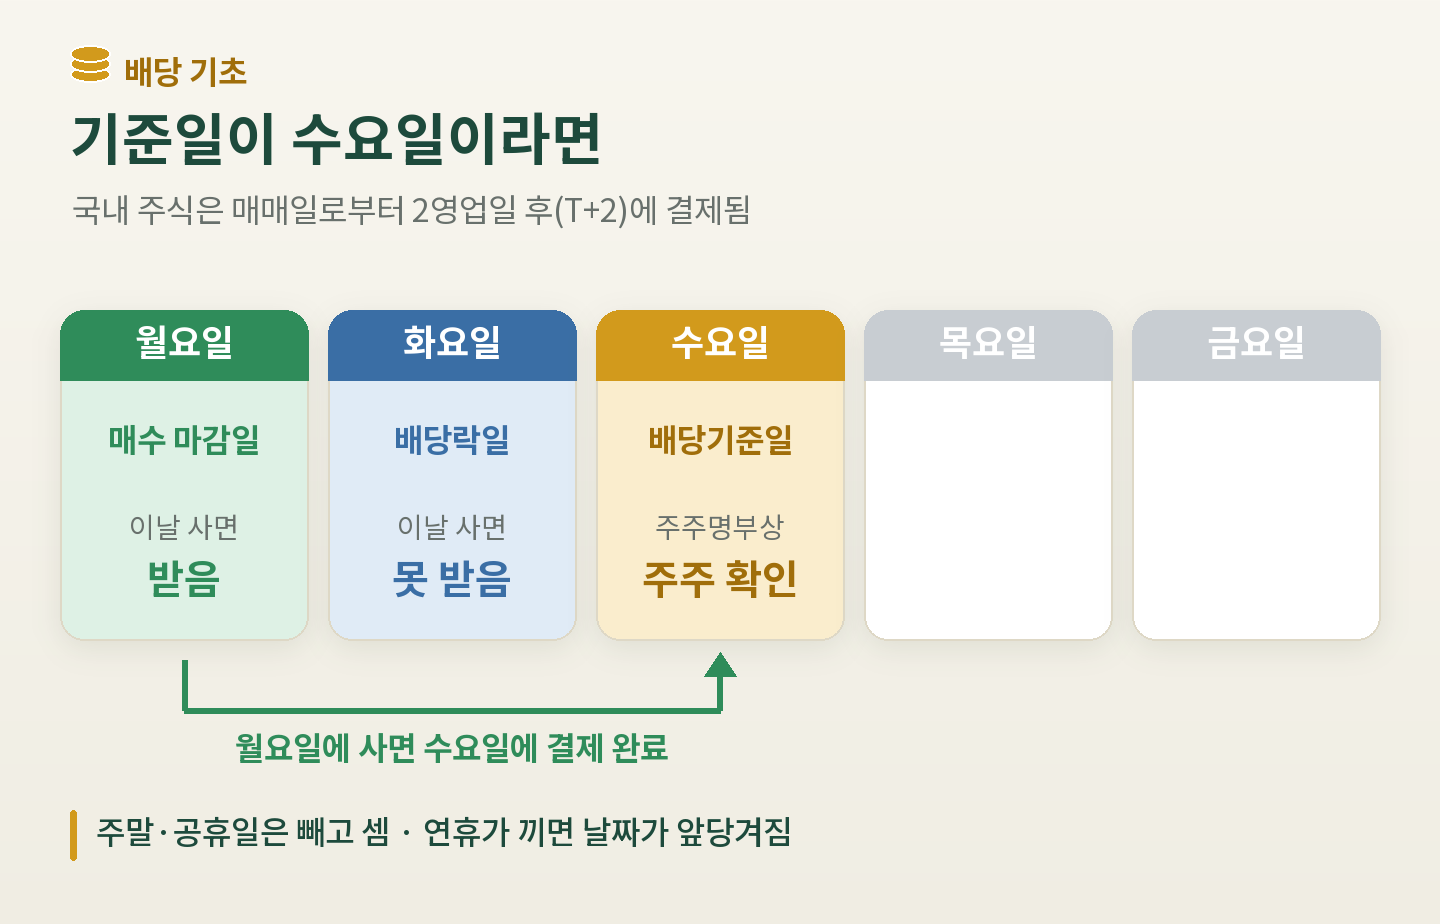 배당 기초
기준일이 수요일이라면
국내 주식은 매매일로부터 2영업일 후(T+2)에 결제됨
월요일
매수 마감일
이날 사면
받음
화요일
배당락일
이날 사면
못 받음
수요일
배당기준일
주주명부상
주주 확인
목요일
금요일
월요일에 사면 수요일에 결제 완료
주말·공휴일은 빼고 셈 · 연휴가 끼면 날짜가 앞당겨짐